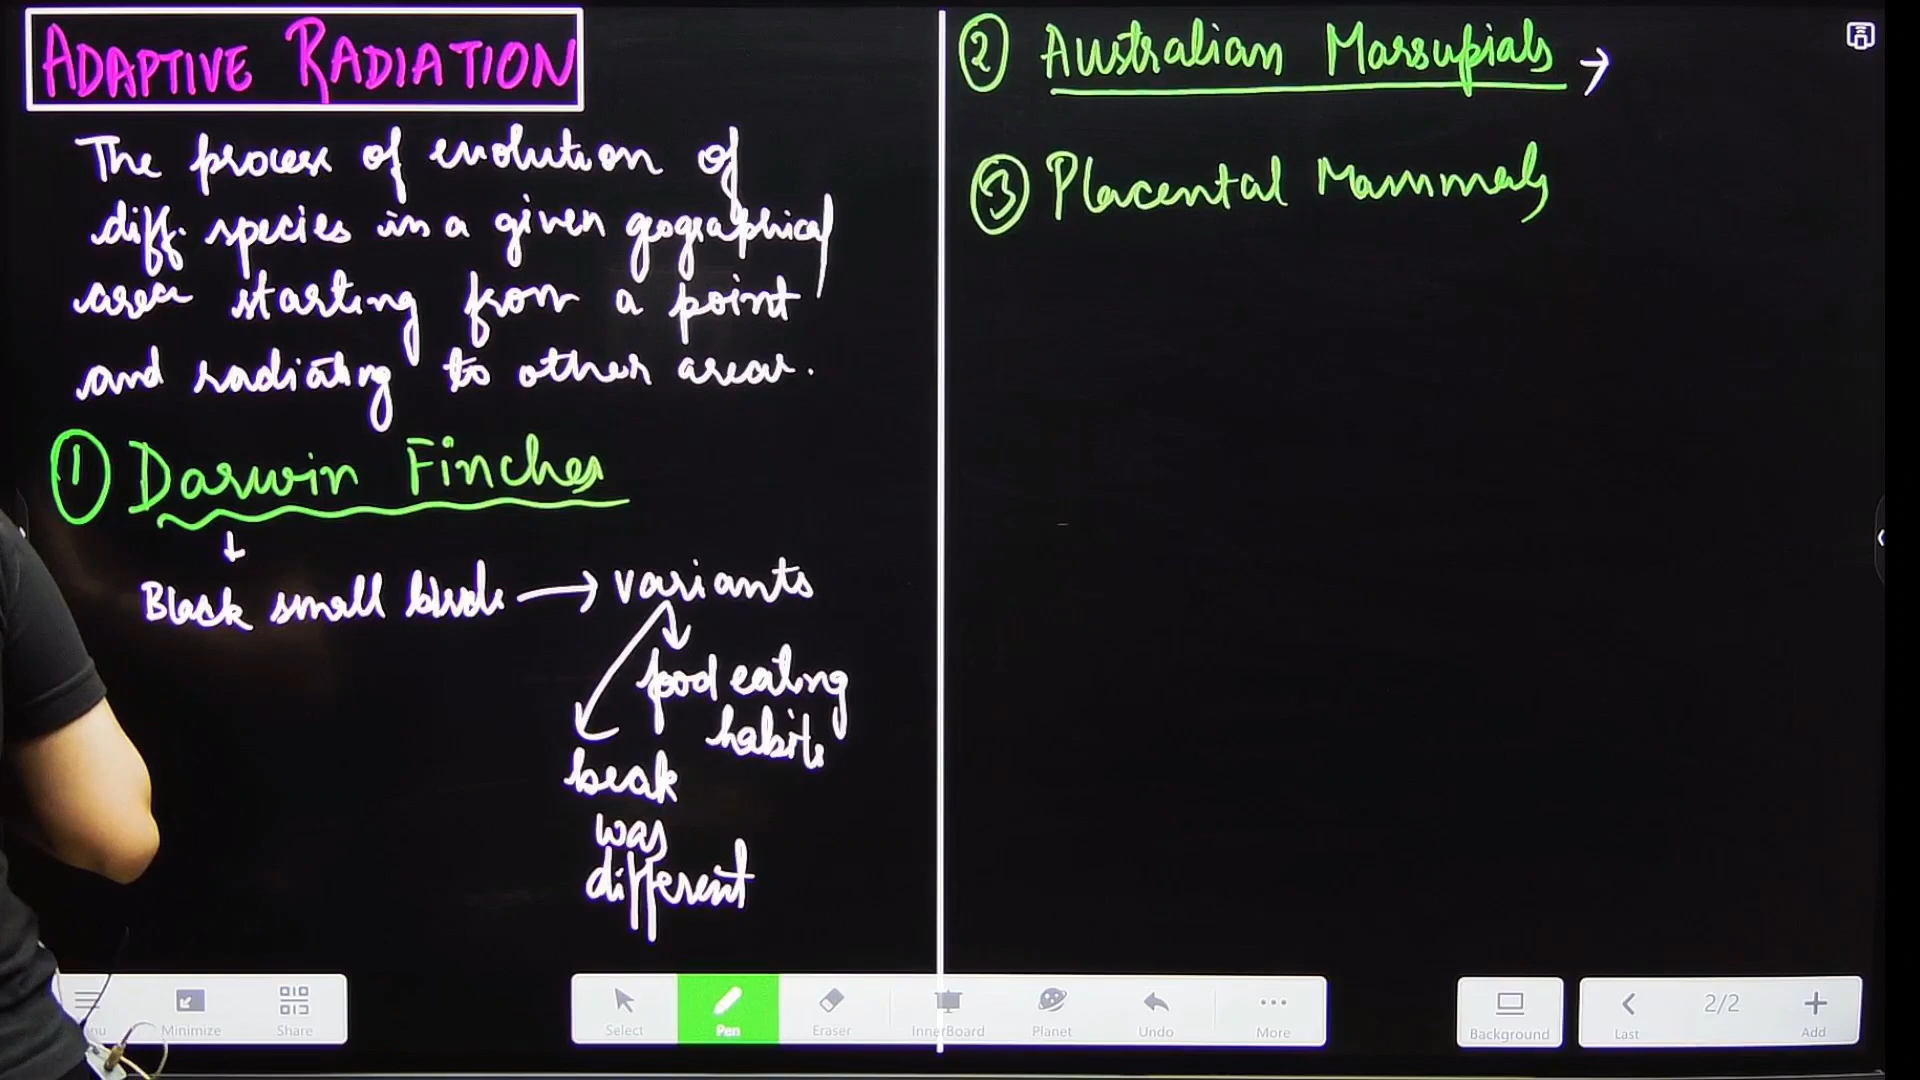 ADAPTIVE RADIATION
The process of evolution of
diff. species in a given gographical
area starting from a point
and radiating to other areas.
① Darwin Finches
Black small birds → variants
food eating
habits
beak
was
different
② Australian Marsupials →
③ Placental Mammals
Minimize
Share
Select
Pen
Eraser
InnerBoard
Planet
Undo
More
Background
Last
2/2
Add